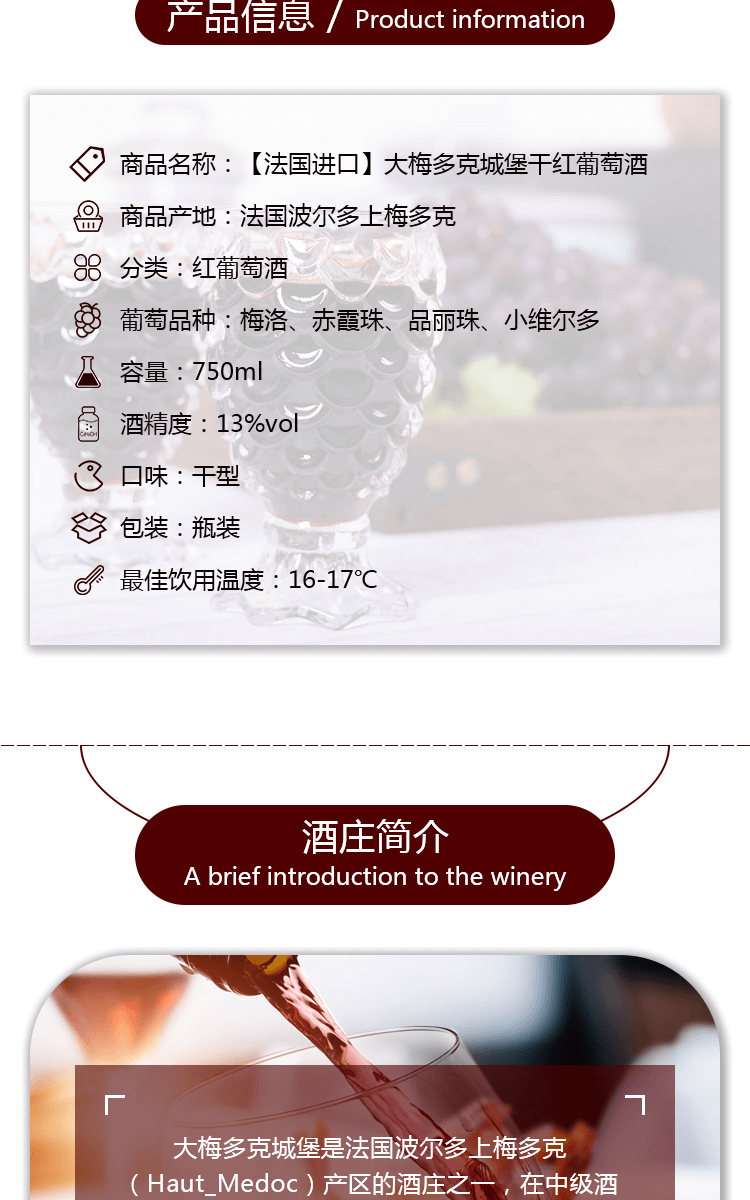 产品信息 / Product information
商品名称：【法国进口】大梅多克城堡干红葡萄酒
商品产地：法国波尔多上梅多克
分类：红葡萄酒
葡萄品种：梅洛、赤霞珠、品丽珠、小维尔多
容量：750ml
酒精度：13%vol
口味：干型
包装：瓶装
最佳饮用温度：16-17℃
酒庄简介
A brief introduction to the winery
大梅多克城堡是法国波尔多上梅多克
（Haut_Medoc）产区的酒庄之一，在中级酒